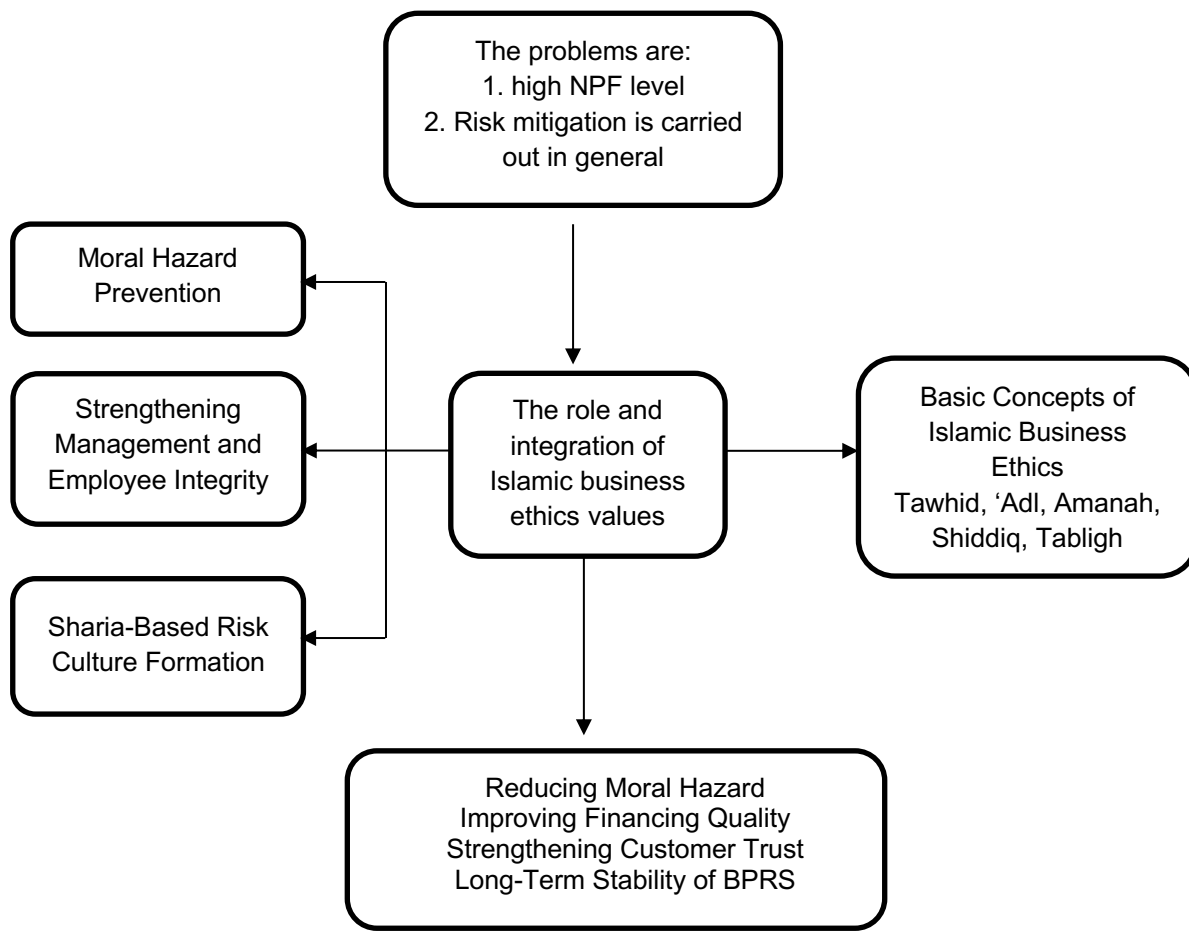 The problems are:
1. high NPF level
2. Risk mitigation is carried
out in general
Moral Hazard
Prevention
Strengthening
Management and
Employee Integrity
Sharia-Based Risk
Culture Formation
The role and
integration of
Islamic business
ethics values
Basic Concepts of
Islamic Business
Ethics
Tawhid, ‘Adl, Amanah,
Shiddiq, Tabligh
Reducing Moral Hazard
Improving Financing Quality
Strengthening Customer Trust
Long-Term Stability of BPRS